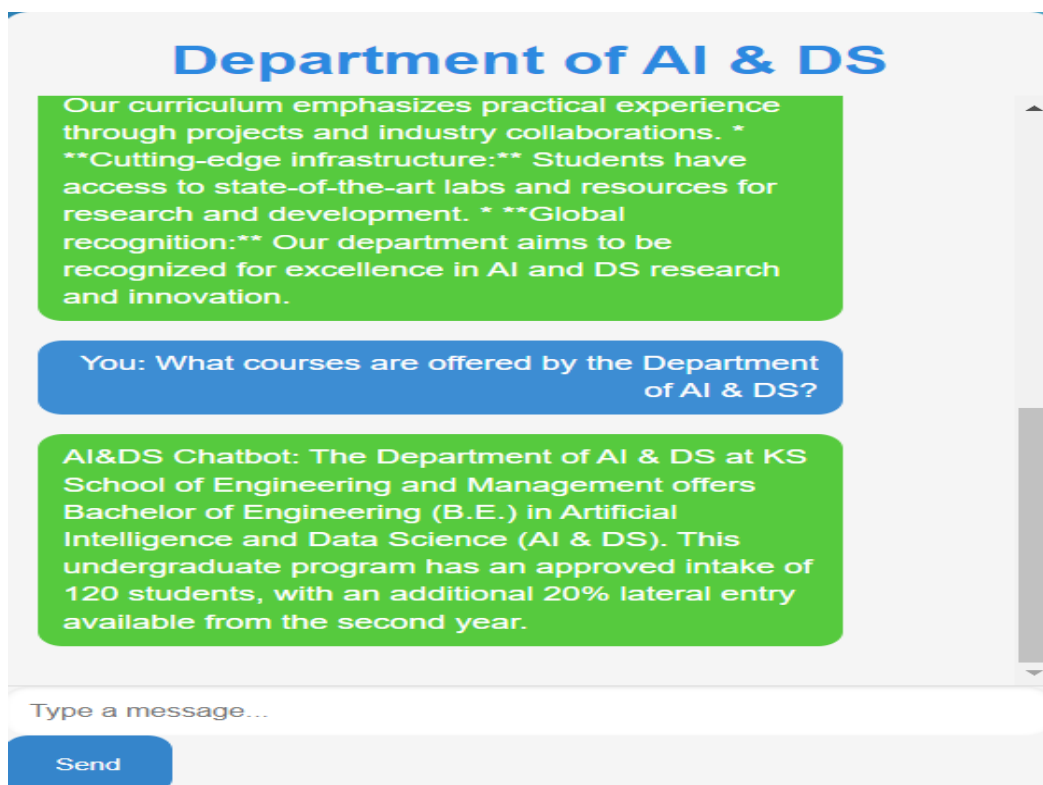 Department of AI & DS
Our curriculum emphasizes practical experience
through projects and industry collaborations. *
**Cutting-edge infrastructure:** Students have
access to state-of-the-art labs and resources for
research and development. * **Global
recognition:** Our department aims to be
recognized for excellence in AI and DS research
and innovation.
You: What courses are offered by the Department
of AI & DS?
AI&DS Chatbot: The Department of AI & DS at KS
School of Engineering and Management offers
Bachelor of Engineering (B.E.) in Artificial
Intelligence and Data Science (AI & DS). This
undergraduate program has an approved intake of
120 students, with an additional 20% lateral entry
available from the second year.
Type a message...
Send